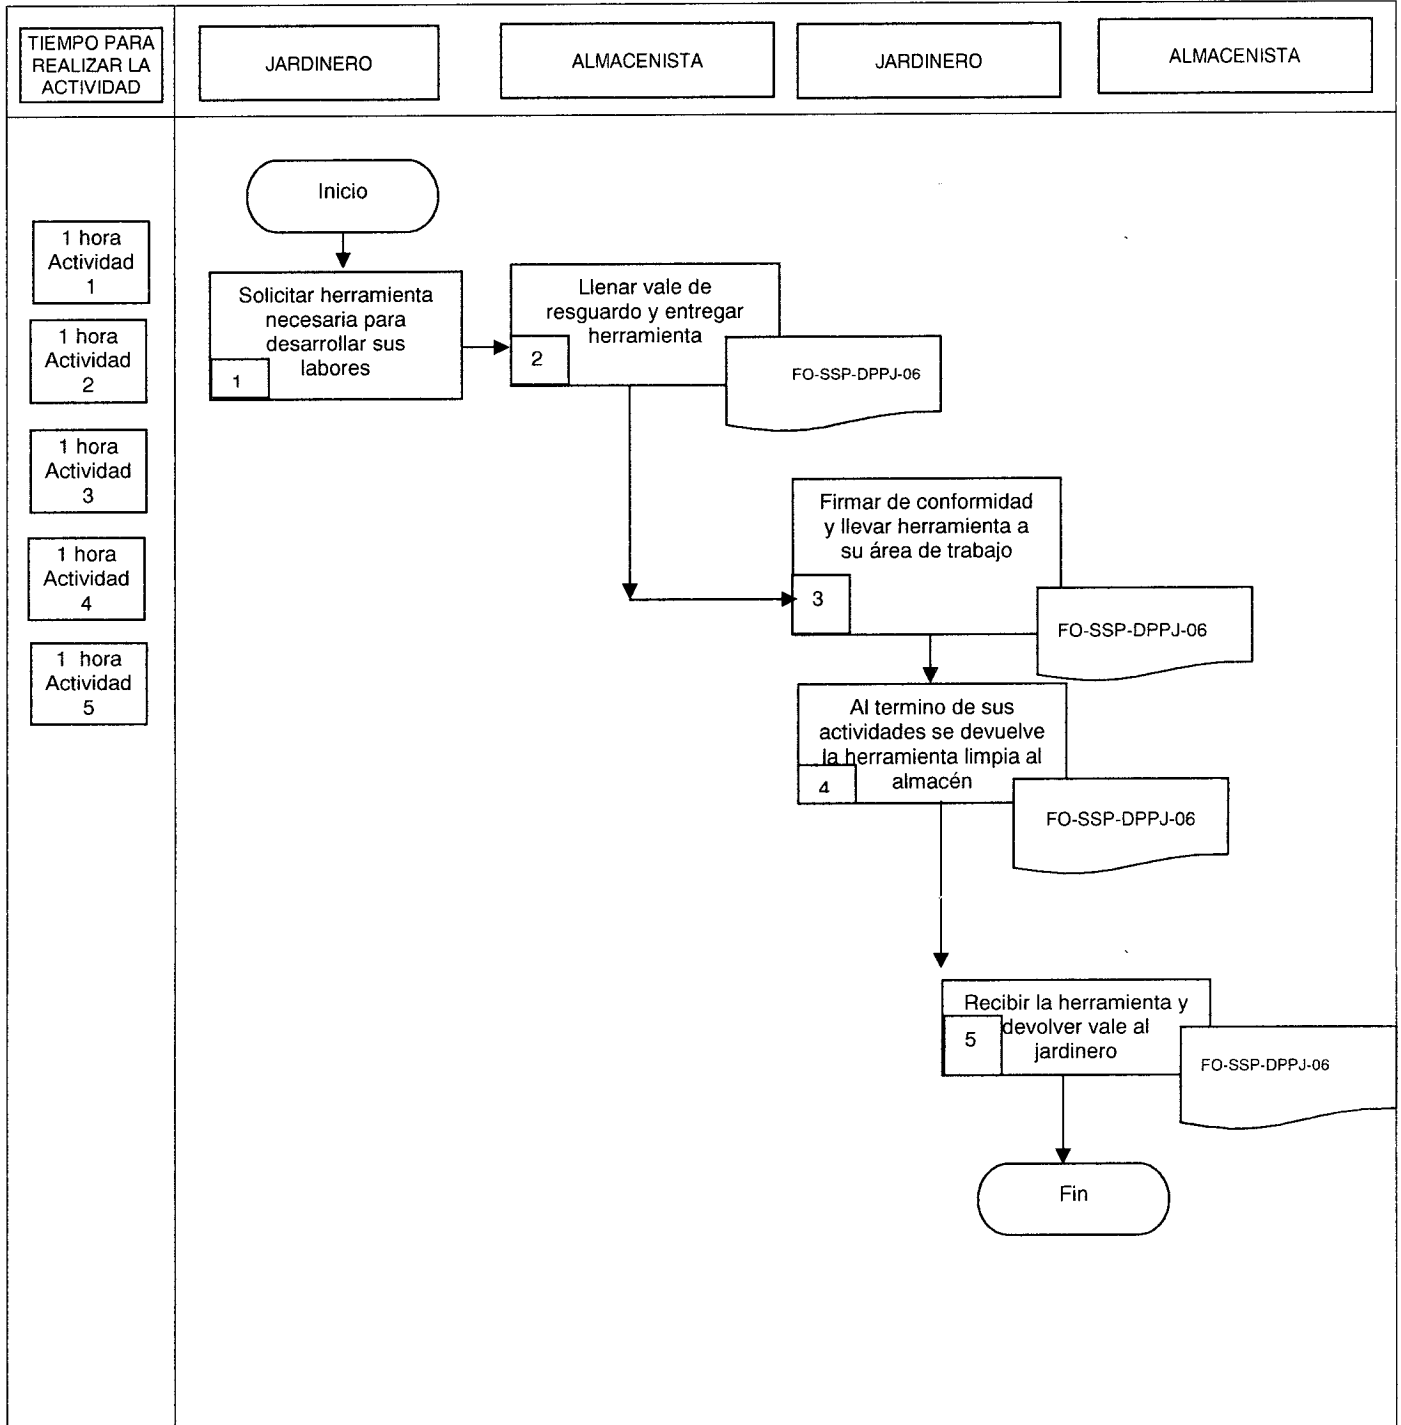 TIEMPO PARA
REALIZAR LA
ACTIVIDAD
JARDINERO
ALMACENISTA
JARDINERO
ALMACENISTA
Inicio
1 hora
Actividad
1
1 hora
Actividad
2
1 hora
Actividad
3
1 hora
Actividad
4
1 hora
Actividad
5
Solicitar herramienta
necesaria para
desarrollar sus
labores
1
Llenar vale de
resguardo y entregar
herramienta
2
FO-SSP-DPPJ-06
Firmar de conformidad
y llevar herramienta a
su área de trabajo
3
FO-SSP-DPPJ-06
Al termino de sus
actividades se devuelve
la herramienta limpia al
almacén
4
FO-SSP-DPPJ-06
Recibir la herramienta y
devolver vale al
jardinero
5
FO-SSP-DPPJ-06
Fin